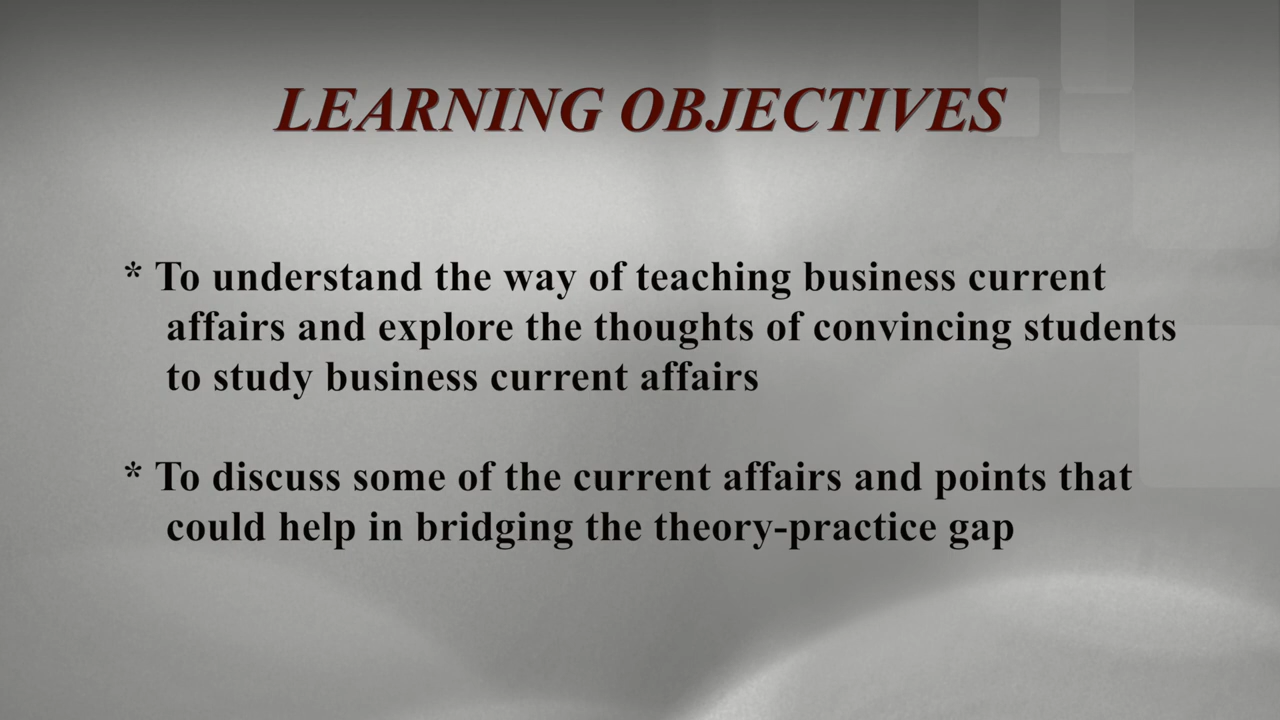 LEARNING OBJECTIVES
* To understand the way of teaching business current
affairs and explore the thoughts of convincing students
to study business current affairs
* To discuss some of the current affairs and points that
could help in bridging the theory-practice gap